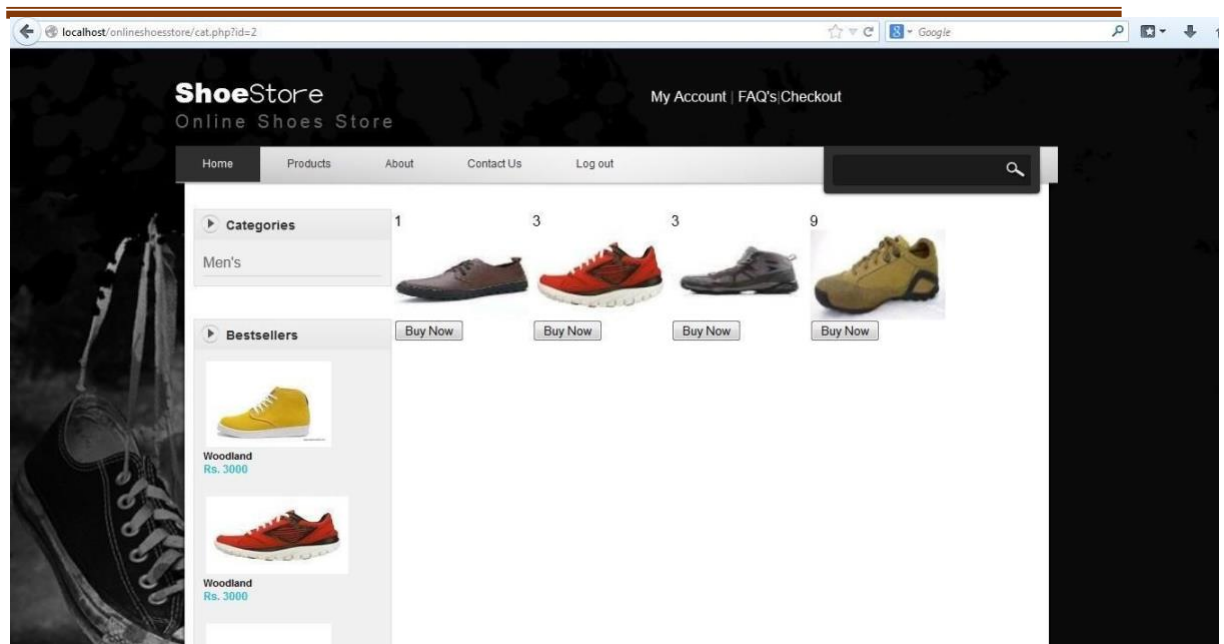 localhost/onlineshoesstore/cat.php?id=2
Google
ShoeStore
Online Shoes Store
My Account | FAQ's|Checkout
Home
Products
About
Contact Us
Log out
Categories
Men's
1
3
3
9
Buy Now
Buy Now
Buy Now
Buy Now
Bestsellers
Woodland
Rs. 3000
Woodland
Rs. 3000